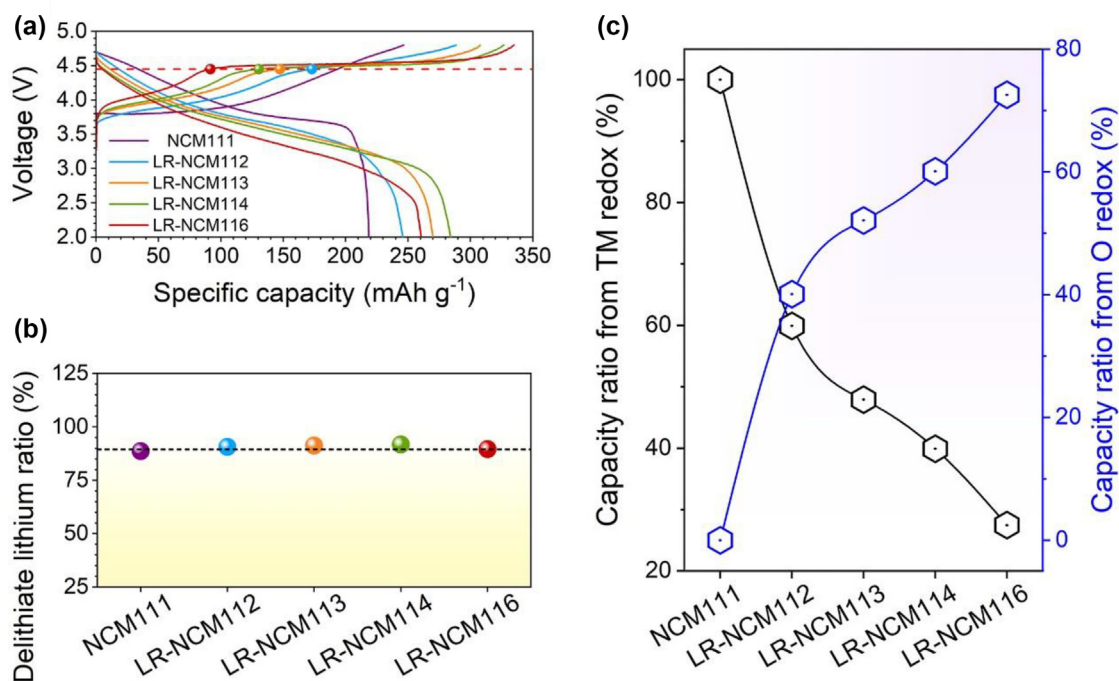 (a)
5.0
4.5
4.0
3.5
3.0
2.5
2.0
Voltage (V)
NCM111
LR-NCM112
LR-NCM113
LR-NCM114
LR-NCM116
0
50
100
150
200
250
300
350
Specific capacity (mAh g⁻¹)
(b)
125
100
75
50
25
Delithiate lithium ratio (%)
NCM111
LR-NCM112
LR-NCM113
LR-NCM114
LR-NCM116
(c)
100
80
60
40
20
Capacity ratio from TM redox (%)
80
60
40
20
0
Capacity ratio from O redox (%)
NCM111
LR-NCM112
LR-NCM113
LR-NCM114
LR-NCM116